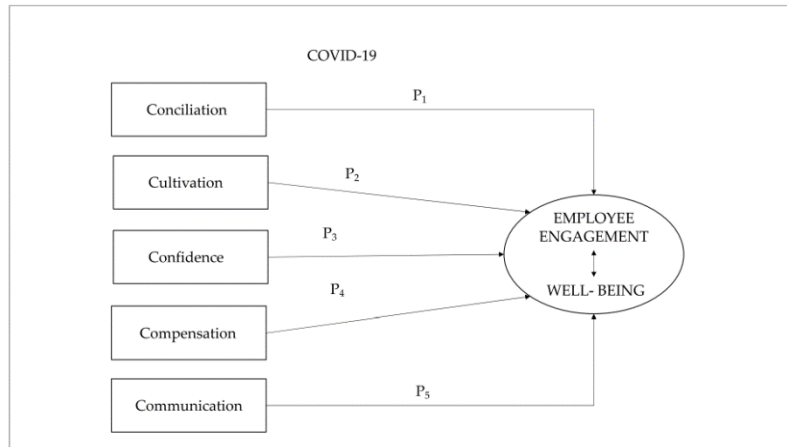 COVID-19
P1
Conciliation
P2
Cultivation
EMPLOYEE
ENGAGEMENT
P3
Confidence
WELL- BEING
P4
Compensation
P5
Communication